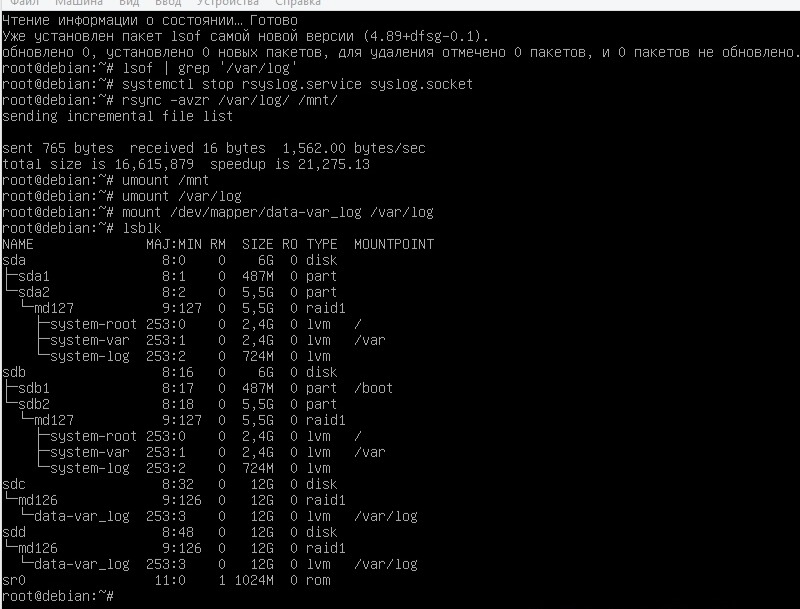 Файл Машина Вид Ввод Устройства Справка
Чтение информации о состоянии… Готово
Уже установлен пакет lsof самой новой версии (4.89+dfsg-0.1).
обновлено 0, установлено 0 новых пакетов, для удаления отмечено 0 пакетов, и 0 пакетов не обновлено.
root@debian:~# lsof | grep '/var/log'
root@debian:~# systemctl stop rsyslog.service syslog.socket
root@debian:~# rsync -avzr /var/log/ /mnt/
sending incremental file list

sent 765 bytes  received 16 bytes  1,562.00 bytes/sec
total size is 16,615,879  speedup is 21,275.13
root@debian:~# umount /mnt
root@debian:~# umount /var/log
root@debian:~# mount /dev/mapper/data-var_log /var/log
root@debian:~# lsblk
NAME              MAJ:MIN RM  SIZE RO TYPE  MOUNTPOINT
sda                 8:0    0    6G  0 disk
├─sda1              8:1    0  487M  0 part
└─sda2              8:2    0  5,5G  0 part
  └─md127           9:127  0  5,5G  0 raid1
    ├─system-root 253:0    0  2,4G  0 lvm   /
    ├─system-var  253:1    0  2,4G  0 lvm   /var
    └─system-log  253:2    0  724M  0 lvm
sdb                 8:16   0    6G  0 disk
├─sdb1              8:17   0  487M  0 part  /boot
└─sdb2              8:18   0  5,5G  0 part
  └─md127           9:127  0  5,5G  0 raid1
    ├─system-root 253:0    0  2,4G  0 lvm   /
    ├─system-var  253:1    0  2,4G  0 lvm   /var
    └─system-log  253:2    0  724M  0 lvm
sdc                 8:32   0   12G  0 disk
└─md126             9:126  0   12G  0 raid1
  └─data-var_log  253:3    0   12G  0 lvm   /var/log
sdd                 8:48   0   12G  0 disk
└─md126             9:126  0   12G  0 raid1
  └─data-var_log  253:3    0   12G  0 lvm   /var/log
sr0                11:0    1 1024M  0 rom
root@debian:~#